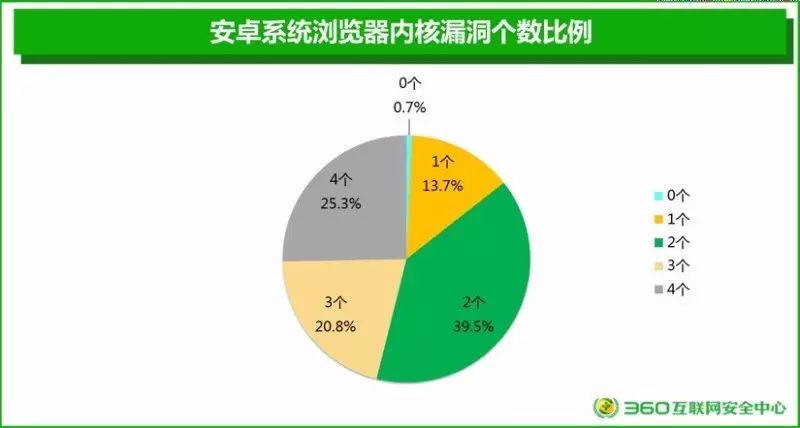 安卓系统浏览器内核漏洞个数比例
0个
0.7%
1个
13.7%
4个
25.3%
3个
20.8%
2个
39.5%
0个
1个
2个
3个
4个
360互联网安全中心